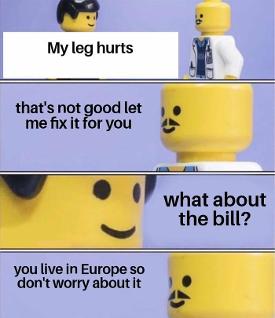 My leg hurts
that's not good let
me fix it for you
what about
the bill?
you live in Europe so
don't worry about it